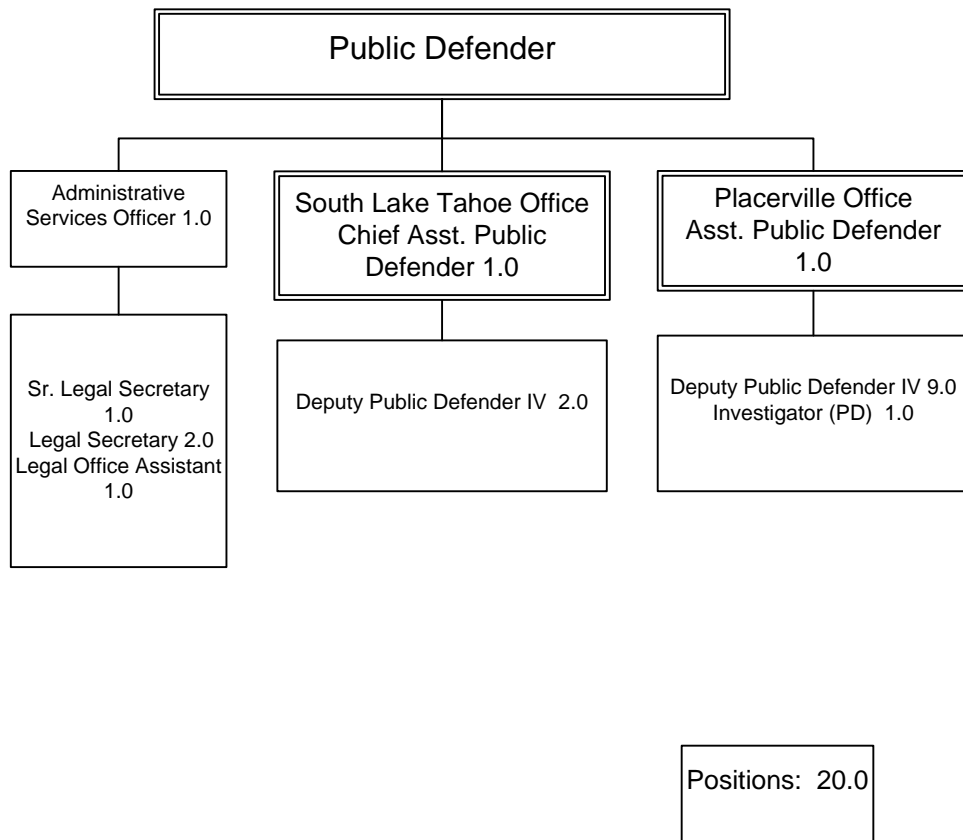 Public Defender
Administrative
Services Officer 1.0
South Lake Tahoe Office
Chief Asst. Public
Defender 1.0
Placerville Office
Asst. Public Defender
1.0
Sr. Legal Secretary
1.0
Legal Secretary 2.0
Legal Office Assistant
1.0
Deputy Public Defender IV 2.0
Deputy Public Defender IV 9.0
Investigator (PD) 1.0
Positions: 20.0